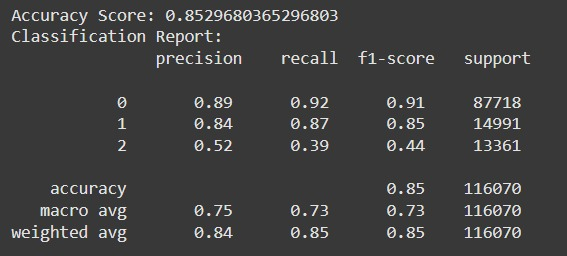 Accuracy Score: 0.8529680365296803
Classification Report:
precision recall f1-score support
0 0.89 0.92 0.91 87718
1 0.84 0.87 0.85 14991
2 0.52 0.39 0.44 13361
accuracy 0.85 116070
macro avg 0.75 0.73 0.73 116070
weighted avg 0.84 0.85 0.85 116070